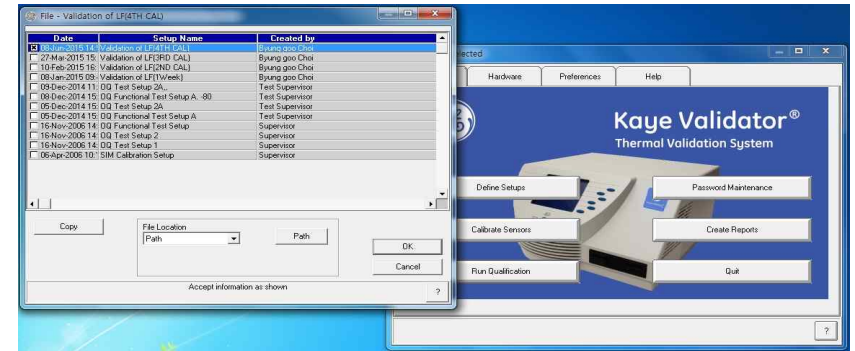 File - Validation of LF(4TH CAL)
Date Setup Name Created by
08-Jun-2015 14: Validation of LF(4TH CAL) Byung goo Choi
27-Mar-2015 15: Validation of LF(3RD CAL) Byung goo Choi
10-Feb-2015 16: Validation of LF(2ND CAL) Byung goo Choi
08-Jan-2015 09: Validation of LF(1Week) Byung goo Choi
09-Dec-2014 11: OQ Test Setup 2A,. Test Supervisor
08-Dec-2014 15: OQ Functional Test Setup A. -80 Test Supervisor
05-Dec-2014 15: OQ Test Setup 2A Test Supervisor
05-Dec-2014 15: OQ Functional Test Setup A Test Supervisor
16-Nov-2006 14: OQ Functional Test Setup Supervisor
16-Nov-2006 14: OQ Test Setup 2 Supervisor
16-Nov-2006 14: OQ Test Setup 1 Supervisor
06-Apr-2006 10: SIM Calibration Setup Supervisor
Copy
File Location
Path
Path
OK
Cancel
Accept information as shown
?
Hardware Preferences Help
Kaye Validator®
Thermal Validation System
Define Setups Password Maintenance
Calibrate Sensors Create Reports
Run Qualification Quit
?